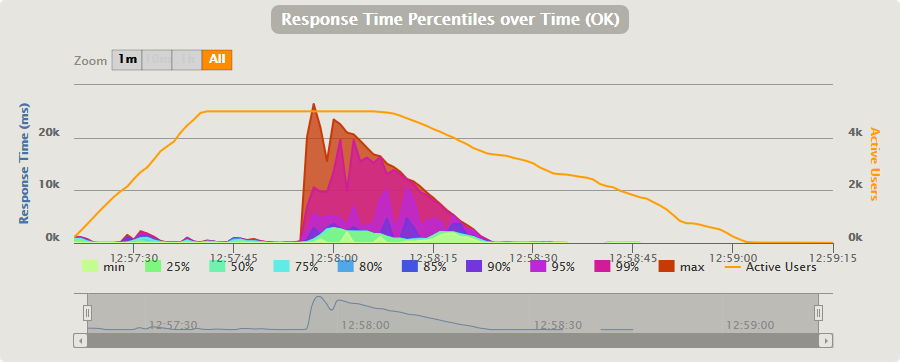 Response Time Percentiles over Time (OK)
Zoom 1m 10m 1h All
Response Time (ms)
20k
10k
0k
4k
2k
0k
Active Users
12:57:30 12:57:45 12:58:00 12:58:15 12:58:30 12:58:45 12:59:00 12:59:15
min 25% 50% 75% 80% 85% 90% 95% 99% max Active Users
12:57:30 12:58:00 12:58:30 12:59:00